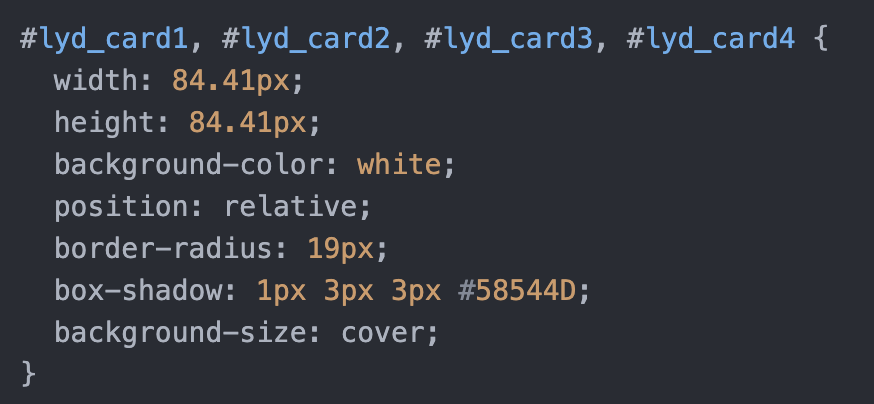 #lyd_card1, #lyd_card2, #lyd_card3, #lyd_card4 {
  width: 84.41px;
  height: 84.41px;
  background-color: white;
  position: relative;
  border-radius: 19px;
  box-shadow: 1px 3px 3px #58544D;
  background-size: cover;
}